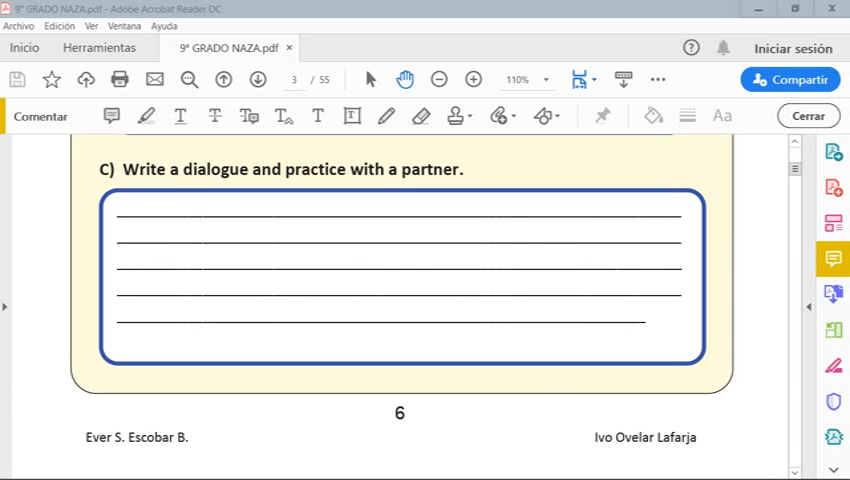 9° GRADO NAZA.pdf - Adobe Acrobat Reader DC
Archivo Edición Ver Ventana Ayuda
Inicio Herramientas 9° GRADO NAZA.pdf × Iniciar sesión
3 / 55 110% Compartir
Comentar T T T T T T Aa Cerrar
C) Write a dialogue and practice with a partner.
6
Ever S. Escobar B. Ivo Ovelar Lafarja